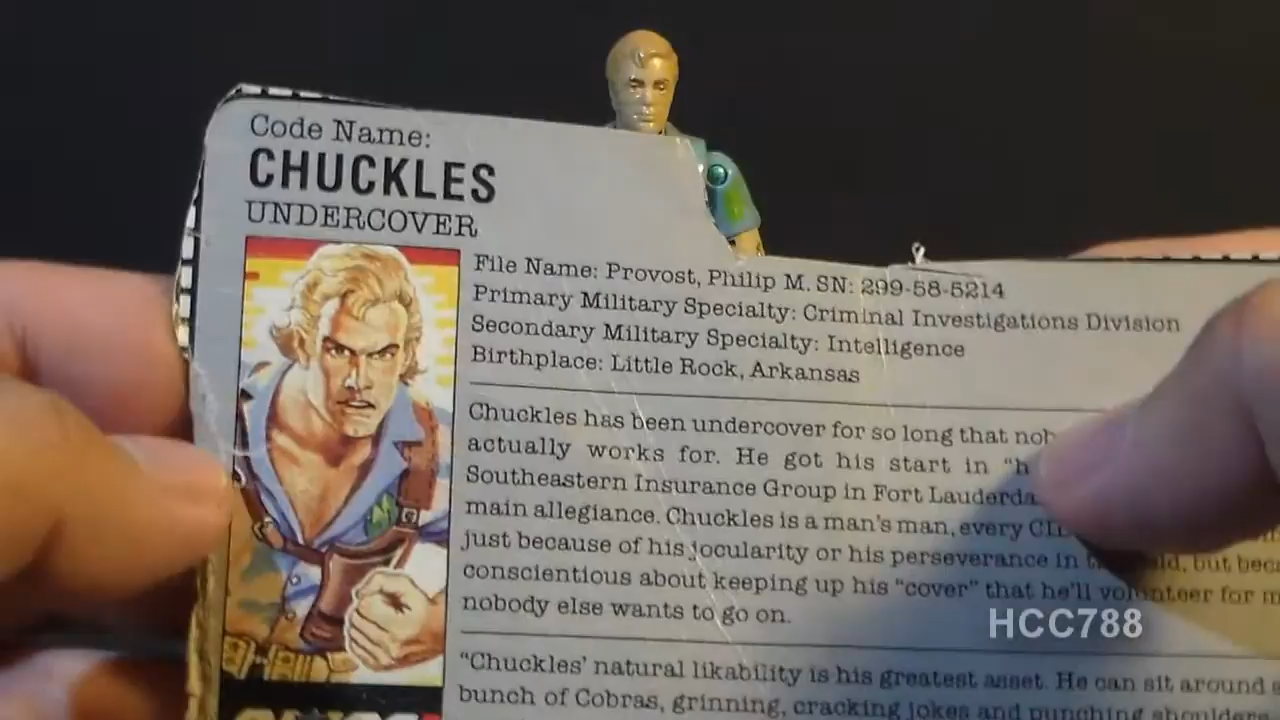 Code Name:
CHUCKLES
UNDERCOVER
File Name: Provost, Philip M. SN: 299-58-5214
Primary Military Specialty: Criminal Investigations Division
Secondary Military Specialty: Intelligence
Birthplace: Little Rock, Arkansas
Chuckles has been undercover for so long that
actually works for. He got his start in
Southeastern Insurance Group in Fort
main allegiance. Chuckles is a man's man, every
just because of his jocularity or his perseverance in but
conscientious about keeping up his "cover" that he'll volunteer for
nobody else wants to go on.
"Chuckles' natural likability is his greatest asset. He can sit around
bunch of Cobras, grinning, cracking jokes and punching shoulders
HCC788